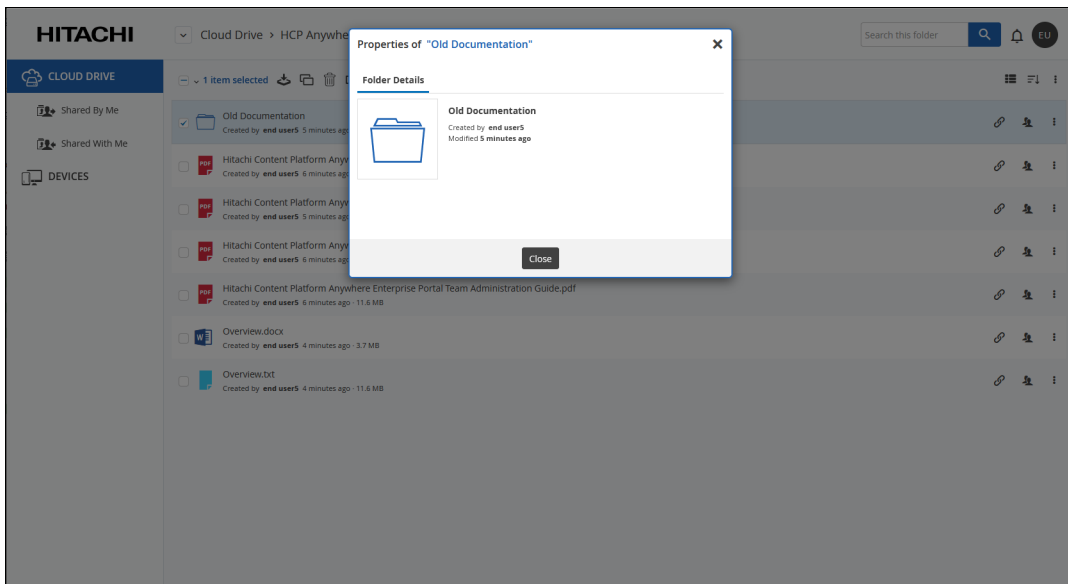 HITACHI
Cloud Drive > HCP Anywhe
Search this folder
EU
CLOUD DRIVE
Shared By Me
Shared With Me
DEVICES
1 item selected
Old Documentation
Created by end user5 5 minutes ago
Hitachi Content Platform Anyw
Created by end user5 6 minutes ago
Hitachi Content Platform Anyw
Created by end user5 5 minutes ago
Hitachi Content Platform Anyw
Created by end user5 6 minutes ago
Hitachi Content Platform Anywhere Enterprise Portal Team Administration Guide.pdf
Created by end user5 6 minutes ago · 11.6 MB
Overview.docx
Created by end user5 4 minutes ago · 3.7 MB
Overview.txt
Created by end user5 4 minutes ago · 11.6 MB
PDF
PDF
PDF
PDF
W
Properties of "Old Documentation"
Folder Details
Old Documentation
Created by end user5
Modified 5 minutes ago
Close